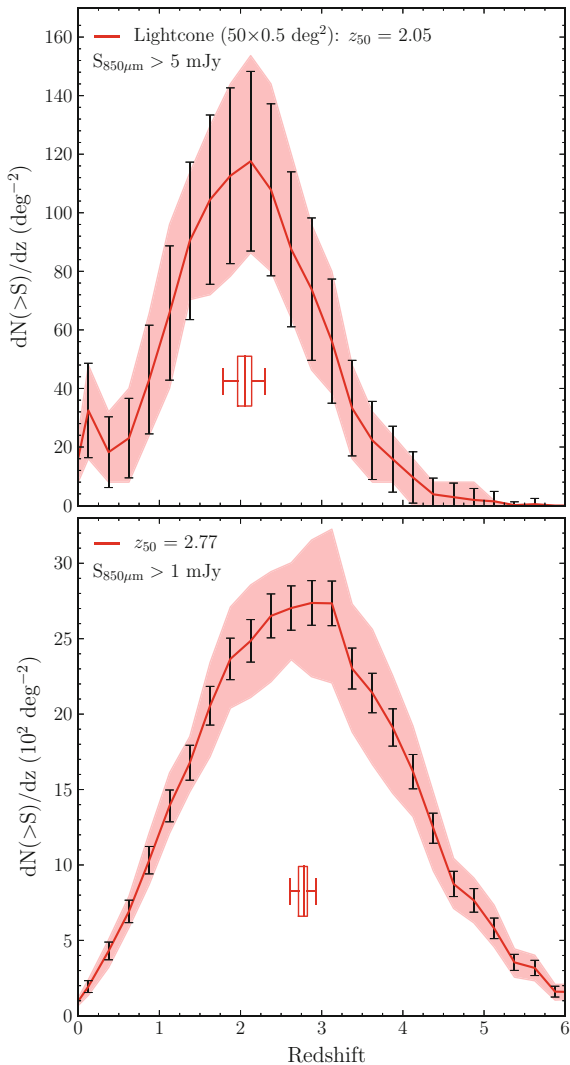 160
140
120
100
80
60
40
20
0
dN(>S)/dz (deg⁻²)
Lightcone (50×0.5 deg²): z₅₀ = 2.05
S₈₅₀μm > 5 mJy
30
25
20
15
10
5
0
dN(>S)/dz (10² deg⁻²)
z₅₀ = 2.77
S₈₅₀μm > 1 mJy
0 1 2 3 4 5 6
Redshift